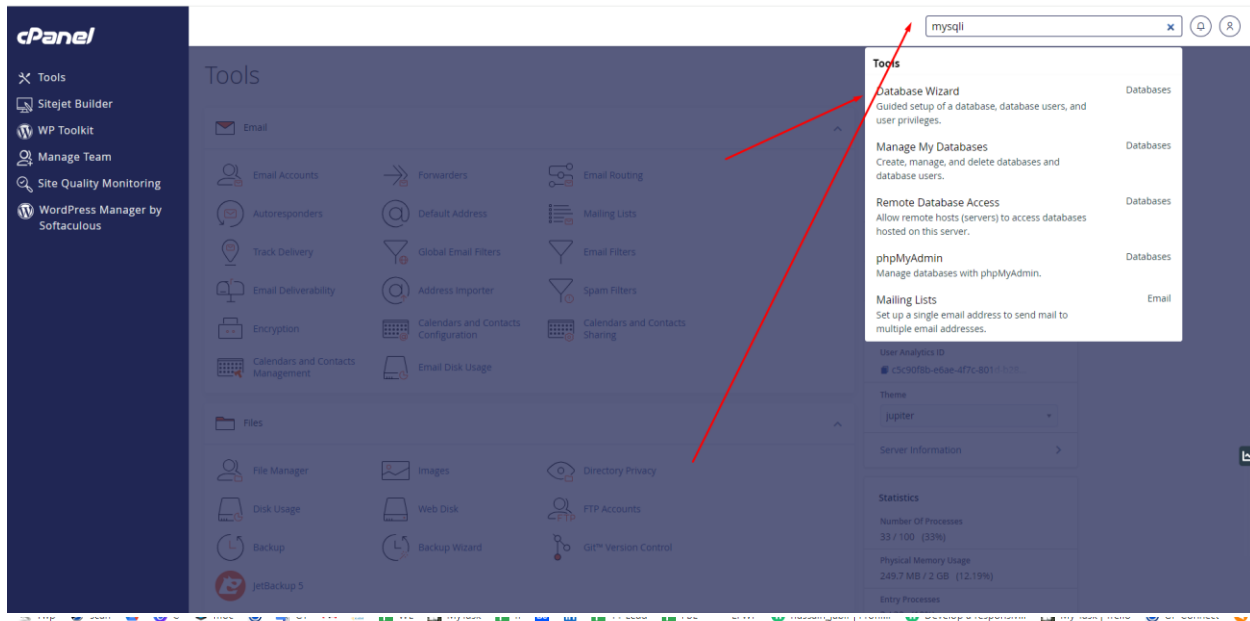 cPanel
mysqli
Tools
Sitejet Builder
WP Toolkit
Manage Team
Site Quality Monitoring
WordPress Manager by
Softaculous
Tools
Email
Email Accounts
Forwarders
Email Routing
Autoresponders
Default Address
Mailing Lists
Track Delivery
Global Email Filters
Email Filters
Email Deliverability
Address Importer
Spam Filters
Encryption
Calendars and Contacts
Configuration
Calendars and Contacts
Sharing
Calendars and Contacts
Management
Email Disk Usage
Files
File Manager
Images
Directory Privacy
Disk Usage
Web Disk
FTP Accounts
Backup
Backup Wizard
Git™ Version Control
JetBackup 5
Tools
Database Wizard
Databases
Guided setup of a database, database users, and
user privileges.
Manage My Databases
Databases
Create, manage, and delete databases and
database users.
Remote Database Access
Databases
Allow remote hosts (servers) to access databases
hosted on this server.
phpMyAdmin
Databases
Manage databases with phpMyAdmin.
Mailing Lists
Email
Set up a single email address to send mail to
multiple email addresses.
User Analytics ID
c5c90f8b-e6ae-4f7c-801
Theme
jupiter
Server Information
Statistics
Number Of Processes
33 / 100 (33%)
Physical Memory Usage
249.7 MB / 2 GB (12.19%)
Entry Processes